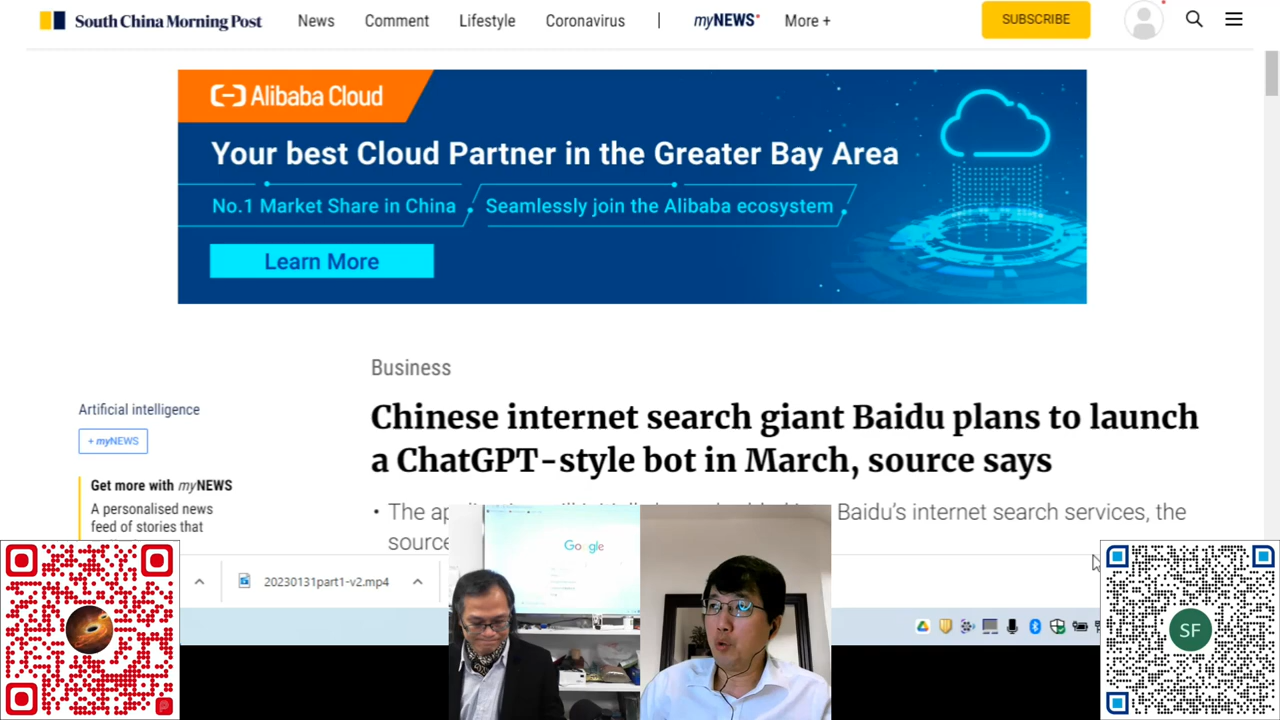 South China Morning Post
News
Comment
Lifestyle
Coronavirus
myNEWS
More +
SUBSCRIBE
Alibaba Cloud
Your best Cloud Partner in the Greater Bay Area
No.1 Market Share in China
Seamlessly join the Alibaba ecosystem
Learn More
Business
Artificial intelligence
+ myNEWS
Get more with myNEWS
A personalised news
feed of stories that
Chinese internet search giant Baidu plans to launch
a ChatGPT-style bot in March, source says
• The Baidu's internet search services, the
source
Google
20230131part1-v2.mp4
SF